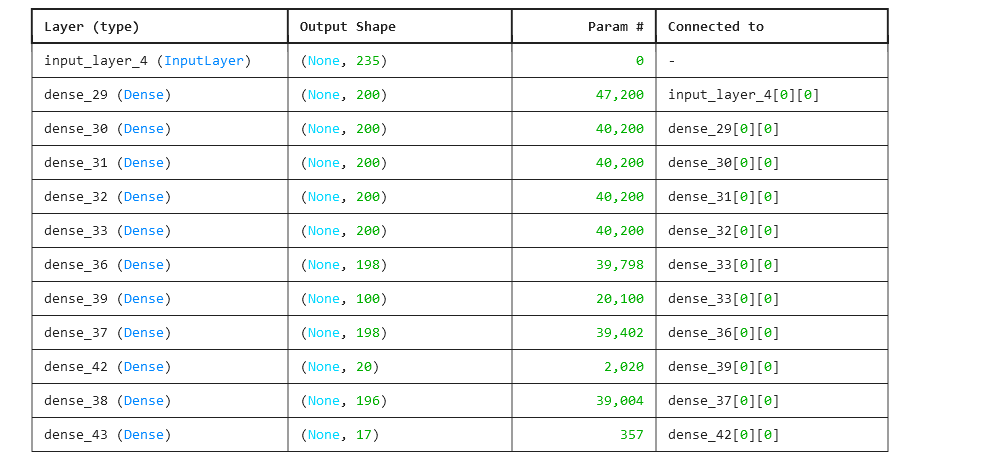 Layer (type) Output Shape Param # Connected to
input_layer_4 (InputLayer) (None, 235) 0 -
dense_29 (Dense) (None, 200) 47,200 input_layer_4[0][0]
dense_30 (Dense) (None, 200) 40,200 dense_29[0][0]
dense_31 (Dense) (None, 200) 40,200 dense_30[0][0]
dense_32 (Dense) (None, 200) 40,200 dense_31[0][0]
dense_33 (Dense) (None, 200) 40,200 dense_32[0][0]
dense_36 (Dense) (None, 198) 39,798 dense_33[0][0]
dense_39 (Dense) (None, 100) 20,100 dense_33[0][0]
dense_37 (Dense) (None, 198) 39,402 dense_36[0][0]
dense_42 (Dense) (None, 20) 2,020 dense_39[0][0]
dense_38 (Dense) (None, 196) 39,004 dense_37[0][0]
dense_43 (Dense) (None, 17) 357 dense_42[0][0]